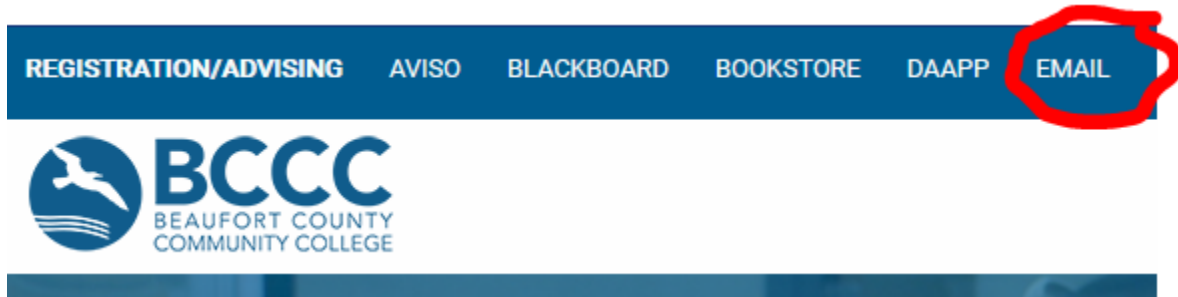 REGISTRATION/ADVISING AVISO BLACKBOARD BOOKSTORE DAAPP EMAIL
BCCC
BEAUFORT COUNTY
COMMUNITY COLLEGE